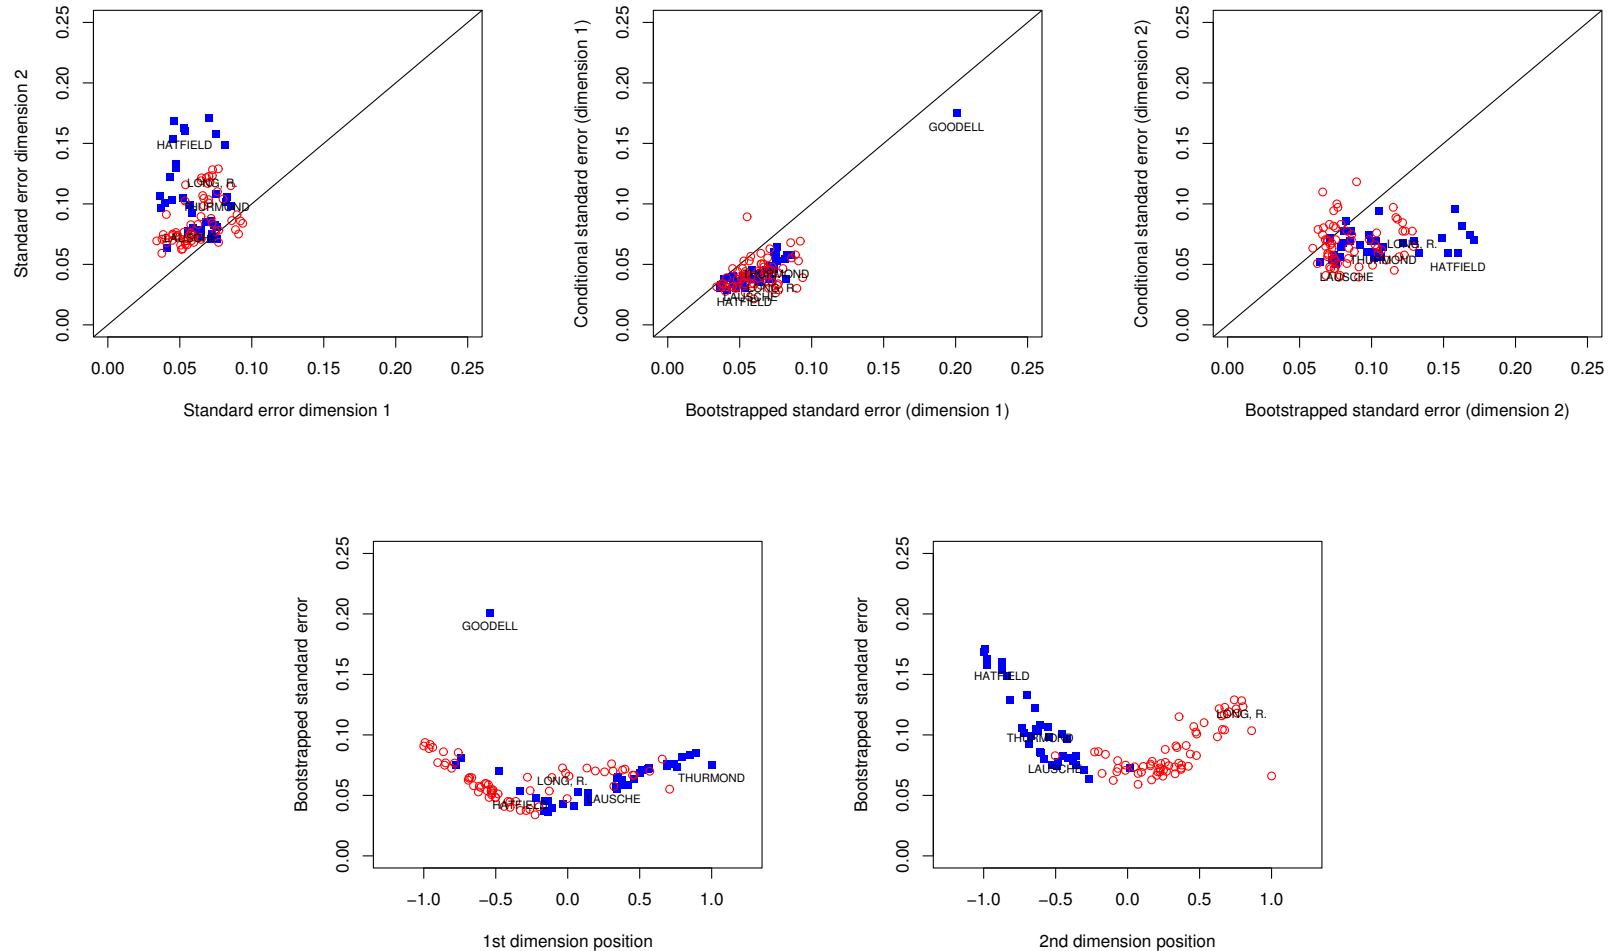 Standard error dimension 2
0.00 0.05 0.10 0.15 0.20 0.25
HATFIELD
LONG, R.
THURMOND
LAUSCHE
0.00 0.05 0.10 0.15 0.20 0.25
Standard error dimension 1
Conditional standard error (dimension 1)
0.00 0.05 0.10 0.15 0.20 0.25
GOODELL
THURMOND
LONG, R.
LAUSCHE
HATFIELD
0.00 0.05 0.10 0.15 0.20 0.25
Bootstrapped standard error (dimension 1)
Conditional standard error (dimension 2)
0.00 0.05 0.10 0.15 0.20 0.25
LONG, R.
THURMOND
HATFIELD
LAUSCHE
0.00 0.05 0.10 0.15 0.20 0.25
Bootstrapped standard error (dimension 2)
Bootstrapped standard error
0.00 0.05 0.10 0.15 0.20 0.25
GOODELL
LONG, R.
THURMOND
HATFIELD
LAUSCHE
−1.0 −0.5 0.0 0.5 1.0
1st dimension position
Bootstrapped standard error
0.00 0.05 0.10 0.15 0.20 0.25
HATFIELD
LONG, R.
THURMOND
LAUSCHE
−1.0 −0.5 0.0 0.5 1.0
2nd dimension position